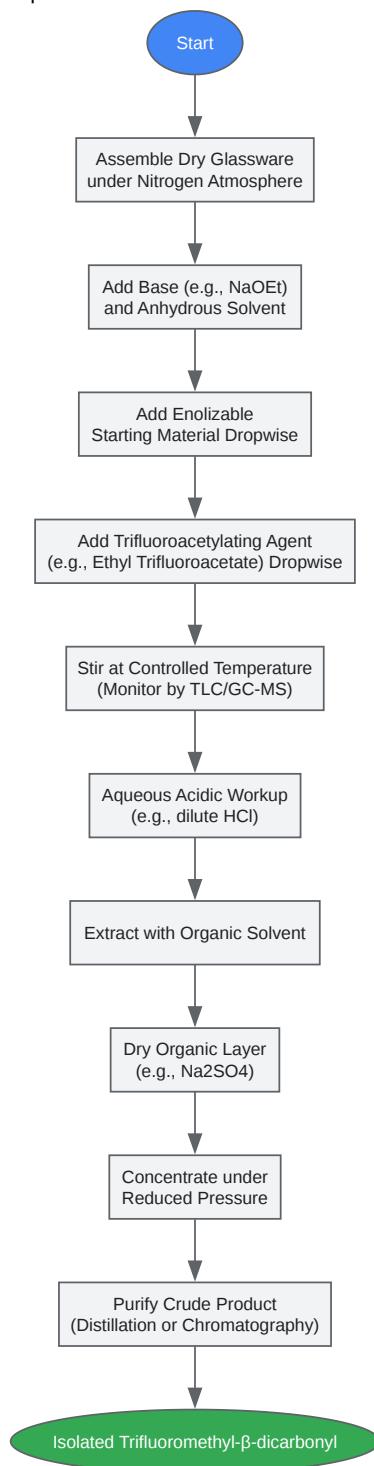 Start
Assemble Dry Glassware
under Nitrogen Atmosphere
Add Base (e.g., NaOEt)
and Anhydrous Solvent
Add Enolizable
Starting Material Dropwise
Add Trifluoroacetylating Agent
(e.g., Ethyl Trifluoroacetate) Dropwise
Stir at Controlled Temperature
(Monitor by TLC/GC-MS)
Aqueous Acidic Workup
(e.g., dilute HCl)
Extract with Organic Solvent
Dry Organic Layer
(e.g., Na2SO4)
Concentrate under
Reduced Pressure
Purify Crude Product
(Distillation or Chromatography)
Isolated Trifluoromethyl-β-dicarbonyl